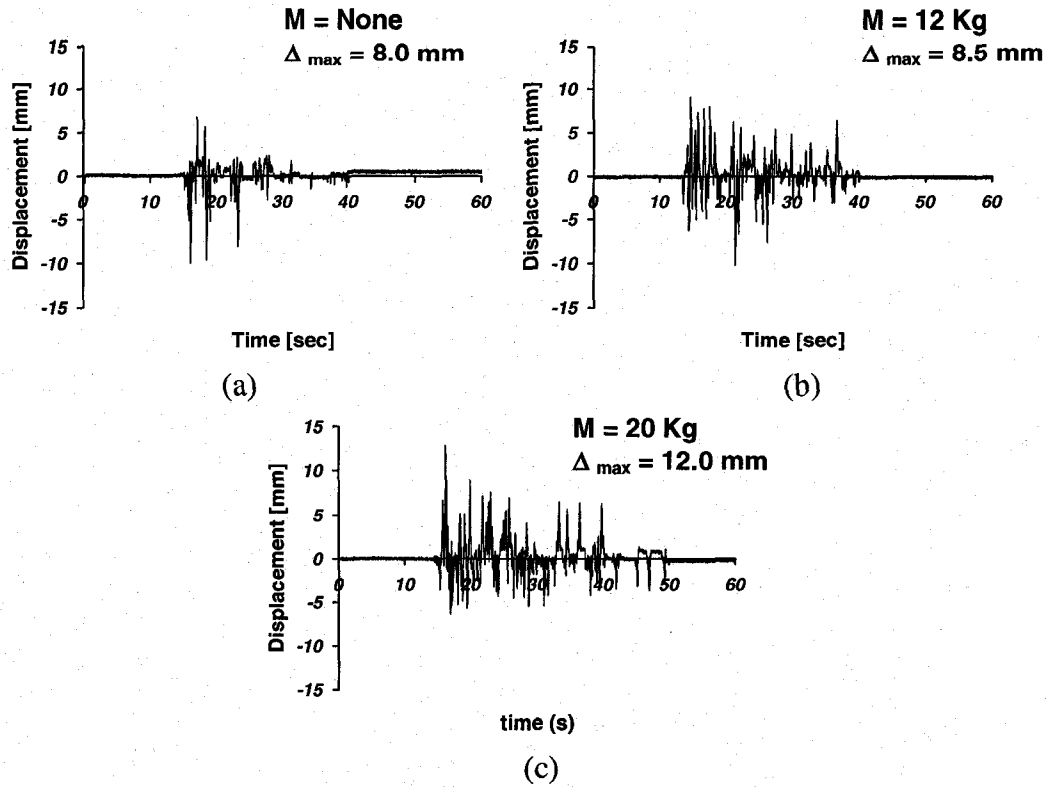 M = None
Δ max = 8.0 mm
15
10
5
0
-5
-10
-15
Displacement [mm]
0 10 20 30 40 50 60
Time [sec]
(a)
M = 12 Kg
Δ max = 8.5 mm
15
10
5
0
-5
-10
-15
Displacement [mm]
0 10 20 30 40 50 60
Time [sec]
(b)
M = 20 Kg
Δ max = 12.0 mm
15
10
5
0
-5
-10
-15
Displacement [mm]
0 10 20 30 40 50 60
time (s)
(c)